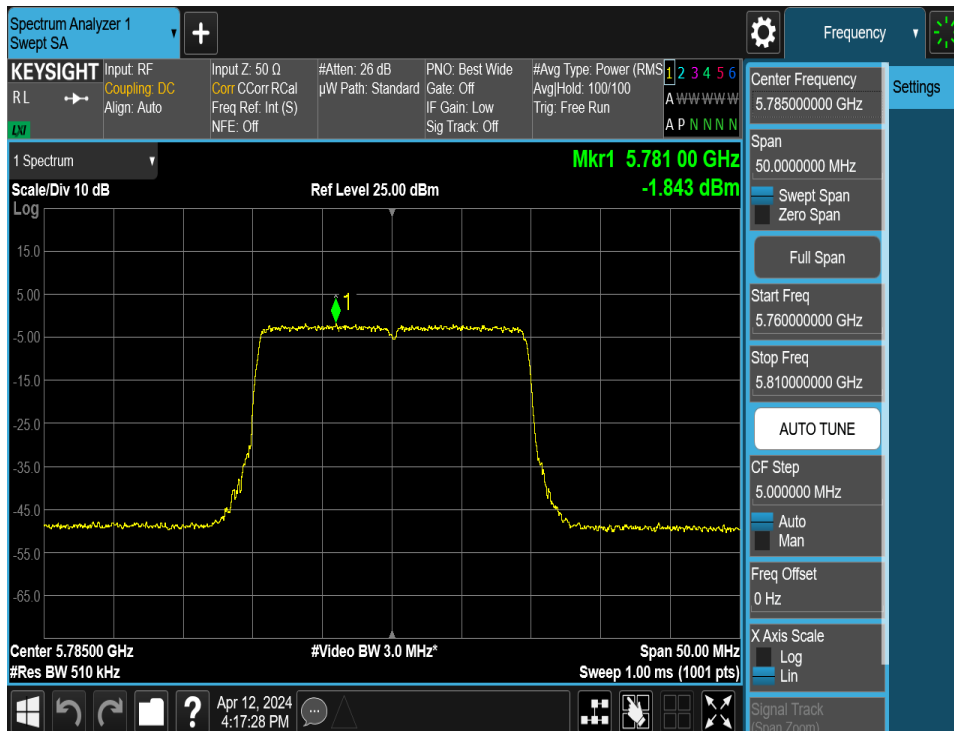 Spectrum Analyzer 1
Swept SA
+
Frequency
KEYSIGHT
R L
LXI
Input: RF
Coupling: DC
Align: Auto
Input Z: 50 Ω
Corr CCorr RCal
Freq Ref: Int (S)
NFE: Off
#Atten: 26 dB
µW Path: Standard
PNO: Best Wide
Gate: Off
IF Gain: Low
Sig Track: Off
#Avg Type: Power (RMS
Avg|Hold: 100/100
Trig: Free Run
1 2 3 4 5 6
A W W W W W
A P N N N N
1 Spectrum
Mkr1 5.781 00 GHz
-1.843 dBm
Scale/Div 10 dB
Ref Level 25.00 dBm
Log
15.0
5.00
-5.00
-15.0
-25.0
-35.0
-45.0
-55.0
-65.0
1
Center 5.78500 GHz
#Video BW 3.0 MHz*
Span 50.00 MHz
#Res BW 510 kHz
Sweep 1.00 ms (1001 pts)
Center Frequency
5.785000000 GHz
Span
50.0000000 MHz
Swept Span
Zero Span
Full Span
Start Freq
5.760000000 GHz
Stop Freq
5.810000000 GHz
AUTO TUNE
CF Step
5.000000 MHz
Auto
Man
Freq Offset
0 Hz
X Axis Scale
Log
Lin
Signal Track
(Span Zoom)
Settings
?
Apr 12, 2024
4:17:28 PM